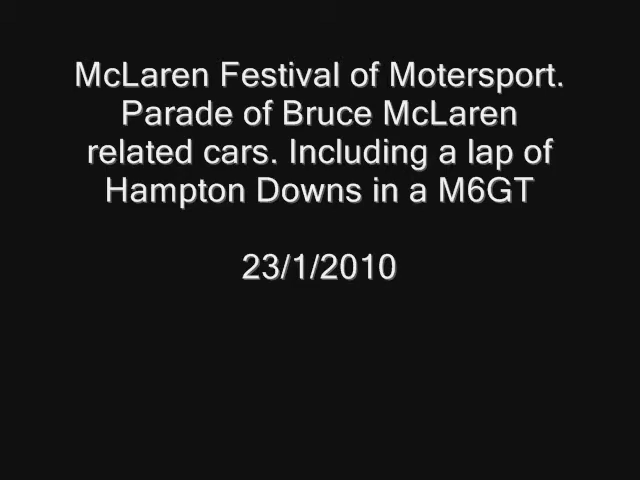 McLaren Festival of Motersport.
Parade of Bruce McLaren
related cars. Including a lap of
Hampton Downs in a M6GT
23/1/2010